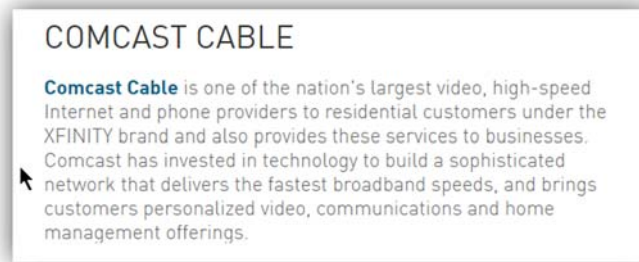 COMCAST CABLE
Comcast Cable is one of the nation's largest video, high-speed
Internet and phone providers to residential customers under the
XFINITY brand and also provides these services to businesses.
Comcast has invested in technology to build a sophisticated
network that delivers the fastest broadband speeds, and brings
customers personalized video, communications and home
management offerings.